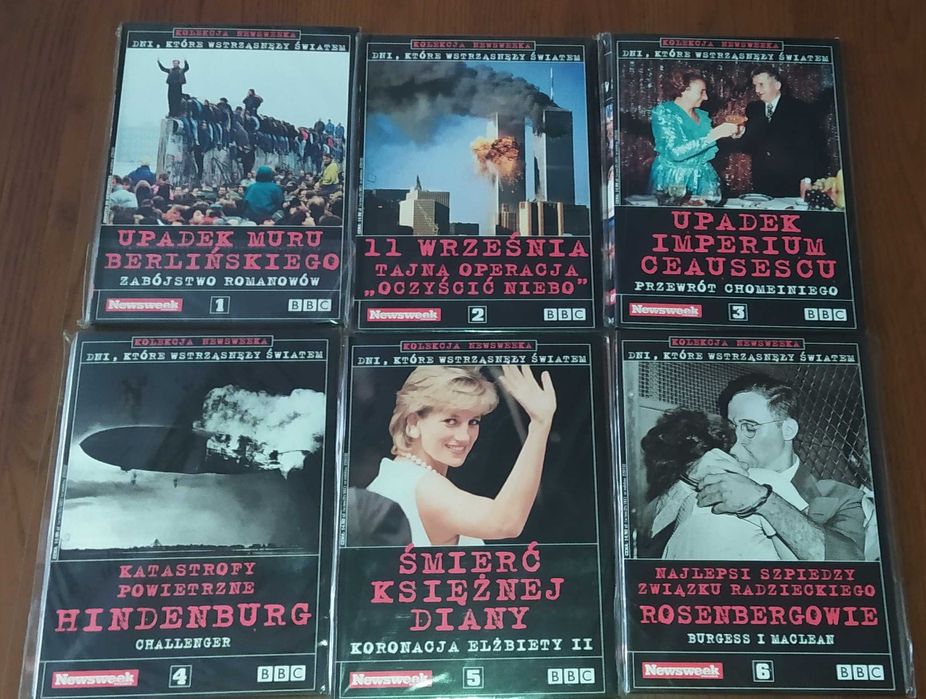 KOLEKCJA NEWSWEEKA
DNI, KTÓRE WSTRZĄSNĘŁY ŚWIATEM
UPADEK MURU
BERLIŃSKIEGO
ZABÓJSTWO ROMANOWÓW
Newsweek 1 BBC
KOLEKCJA NEWSWEEKA
DNI, KTÓRE WSTRZĄSNĘŁY ŚWIATEM
11 WRZEŚNIA
TAJNA OPERACJA
„OCZYŚCIĆ NIEBO"
Newsweek 2 BBC
KOLEKCJA NEWSWEEKA
DNI, KTÓRE WSTRZĄSNĘŁY ŚWIATEM
UPADEK
IMPERIUM
CEAUSESCU
PRZEWRÓT CHOMEINIEGO
Newsweek 3 BBC
KOLEKCJA NEWSWEEKA
DNI, KTÓRE WSTRZĄSNĘŁY ŚWIATEM
KATASTROFY
POWIETRZNE
HINDENBURG
CHALLENGER
Newsweek 4 BBC
KOLEKCJA NEWSWEEKA
DNI, KTÓRE WSTRZĄSNĘŁY ŚWIATEM
ŚMIERĆ
KSIĘŻNEJ
DIANY
KORONACJA ELŻBIETY II
Newsweek 5 BBC
KOLEKCJA NEWSWEEKA
DNI, KTÓRE WSTRZĄSNĘŁY ŚWIATEM
NAJLEPSI SZPIEDZY
ZWIĄZKU RADZIECKIEGO
ROSENBERGOWIE
BURGESS I MACLEAN
Newsweek 6 BBC